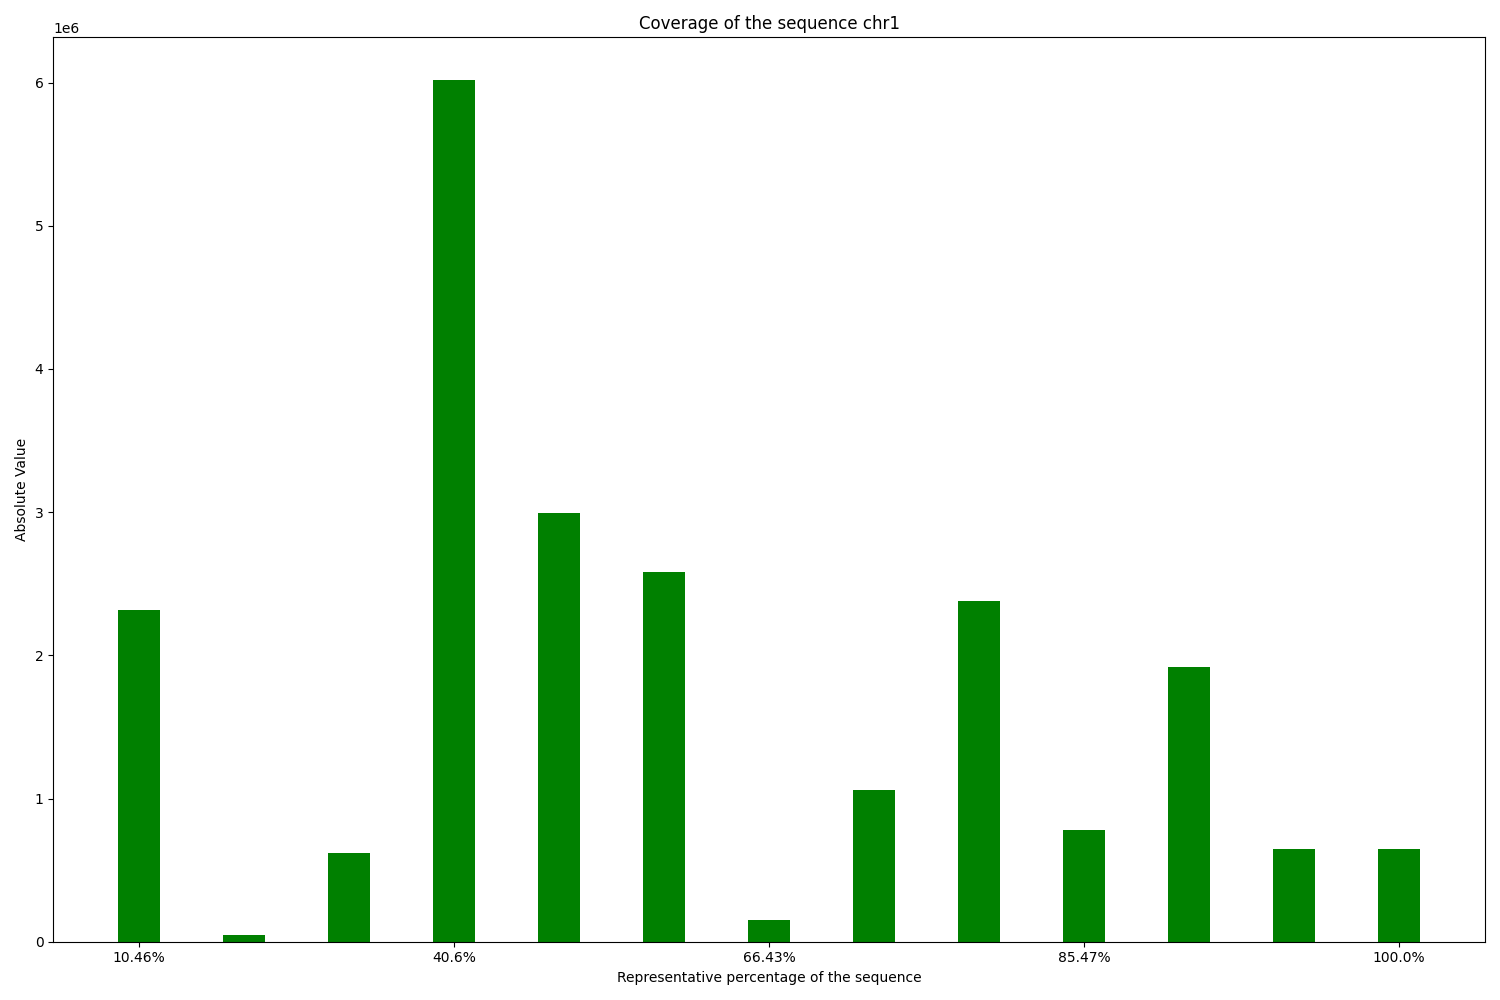 Coverage of the sequence chr1
1e6
6
5
4
3
2
1
0
Absolute Value
10.46% 40.6% 66.43% 85.47% 100.0%
Representative percentage of the sequence